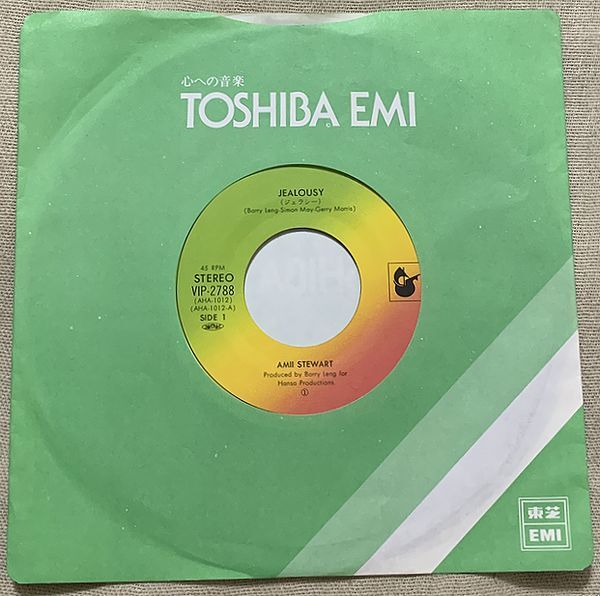 心への音楽
TOSHIBA EMI
JEALOUSY
(ジェラシー)
(Barry Leng-Simon May-Gerry Morris)
45 RPM
STEREO
VIP-2788
(AHA-1012)
(AHA-1012-A)
SIDE 1
AMII STEWART
Produced by Barry Leng for
Hansa Productions
①
東芝
EMI